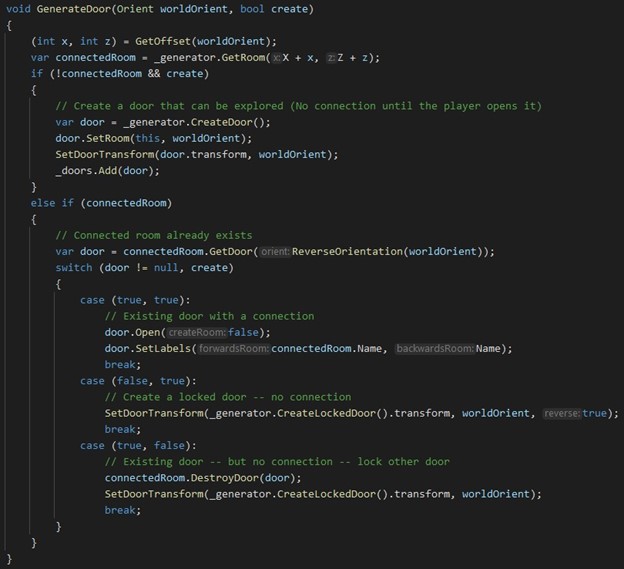 void GenerateDoor(Orient worldOrient, bool create)
{
    (int x, int z) = GetOffset(worldOrient);
    var connectedRoom = _generator.GetRoom(x: X + x, z: Z + z);
    if (!connectedRoom && create)
    {
        // Create a door that can be explored (No connection until the player opens it)
        var door = _generator.CreateDoor();
        door.SetRoom(this, worldOrient);
        SetDoorTransform(door.transform, worldOrient);
        _doors.Add(door);
    }
    else if (connectedRoom)
    {
        // Connected room already exists
        var door = connectedRoom.GetDoor(orient: ReverseOrientation(worldOrient));
        switch (door != null, create)
        {
            case (true, true):
                // Existing door with a connection
                door.Open(createRoom: false);
                door.SetLabels(forwardsRoom: connectedRoom.Name, backwardsRoom: Name);
                break;
            case (false, true):
                // Create a locked door -- no connection
                SetDoorTransform(_generator.CreateLockedDoor().transform, worldOrient, reverse: true);
                break;
            case (true, false):
                // Existing door -- but no connection -- lock other door
                connectedRoom.DestroyDoor(door);
                SetDoorTransform(_generator.CreateLockedDoor().transform, worldOrient);
                break;
        }
    }
}